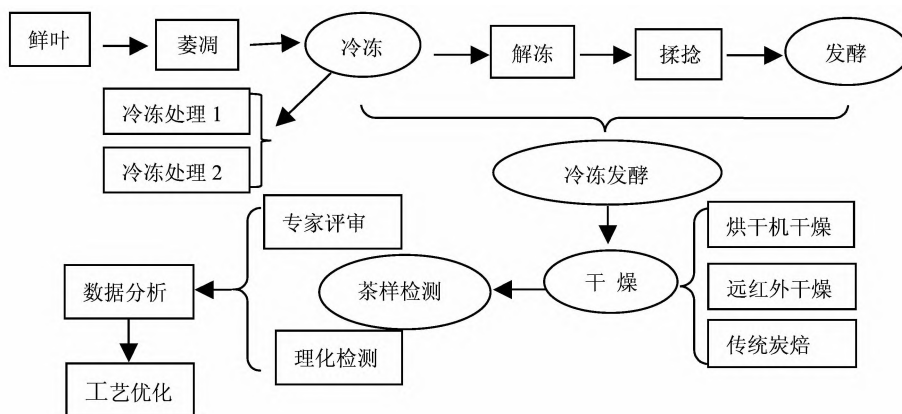 鲜叶
萎凋
冷冻
解冻
揉捻
发酵
冷冻处理 1
冷冻处理 2
冷冻发酵
专家评审
烘干机干燥
数据分析
茶样检测
干 燥
远红外干燥
理化检测
传统炭焙
工艺优化